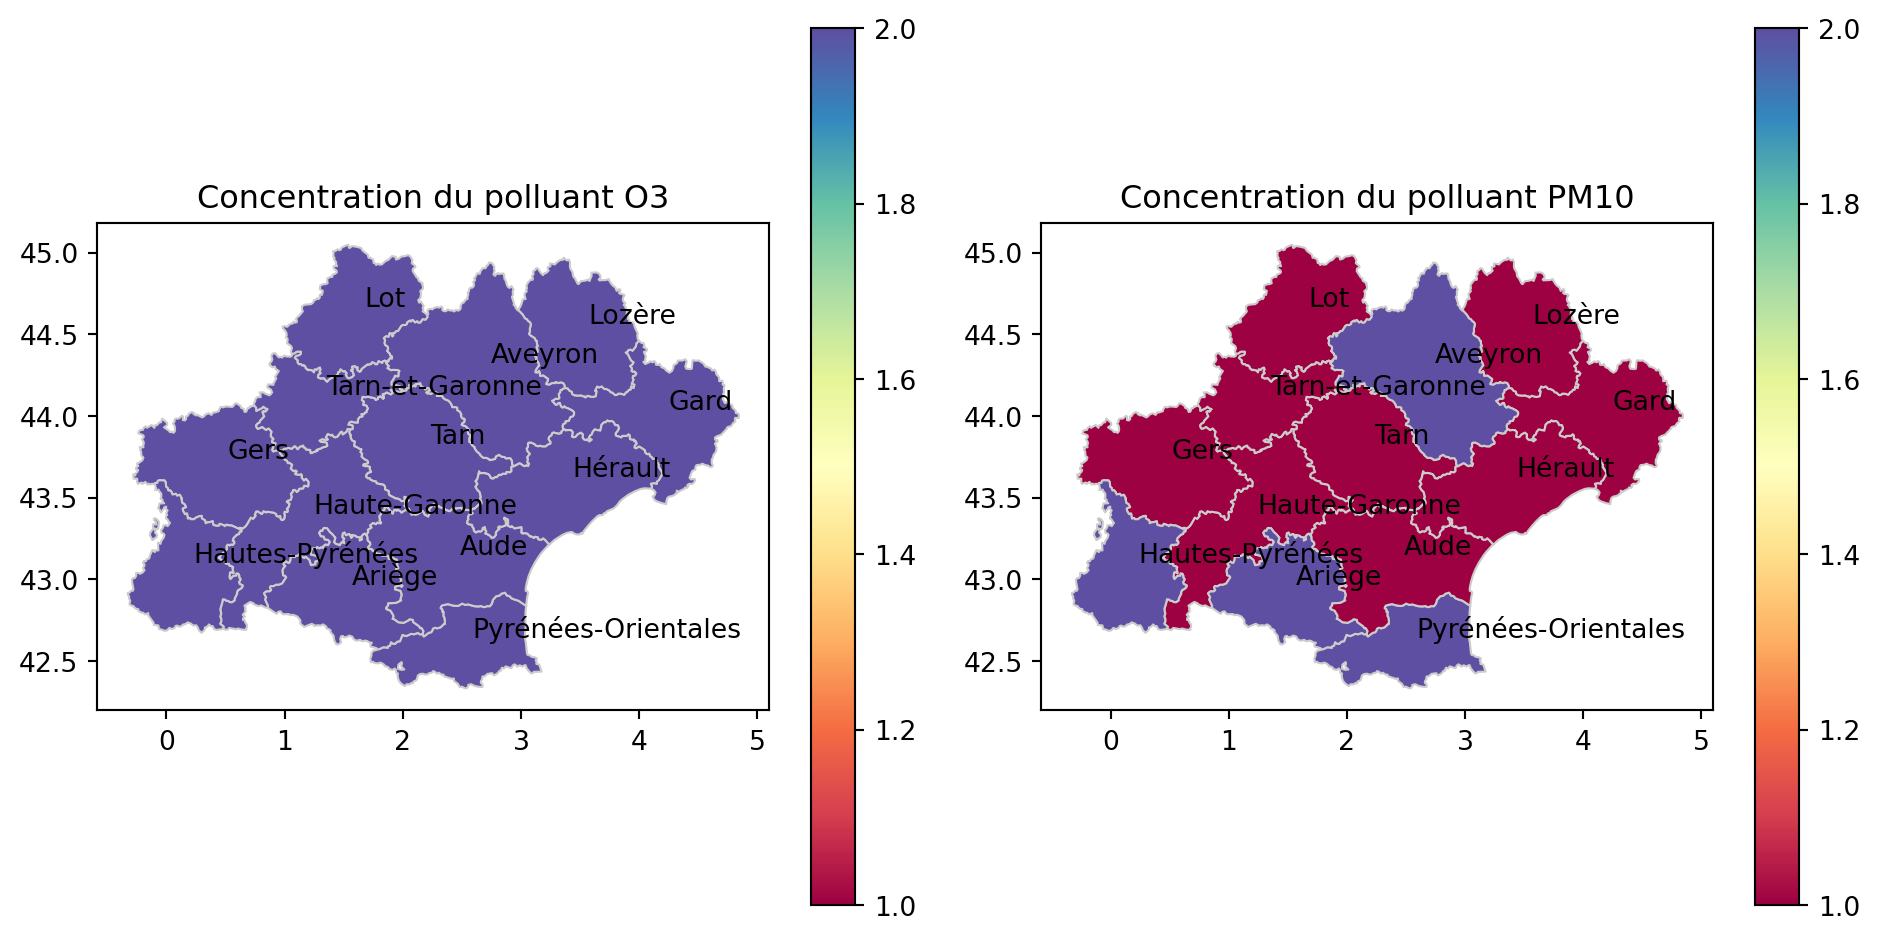 Concentration du polluant O3
45.0
44.5
44.0
43.5
43.0
42.5
0 1 2 3 4 5
Lot
Lozère
Aveyron
Tarn-et-Garonne
Gard
Tarn
Gers
Hérault
Haute-Garonne
Aude
Hautes-Pyrénées
Ariège
Pyrénées-Orientales
2.0
1.8
1.6
1.4
1.2
1.0
Concentration du polluant PM10
45.0
44.5
44.0
43.5
43.0
42.5
0 1 2 3 4 5
Lot
Lozère
Aveyron
Tarn-et-Garonne
Gard
Tarn
Gers
Hérault
Haute-Garonne
Aude
Hautes-Pyrénées
Ariège
Pyrénées-Orientales
2.0
1.8
1.6
1.4
1.2
1.0